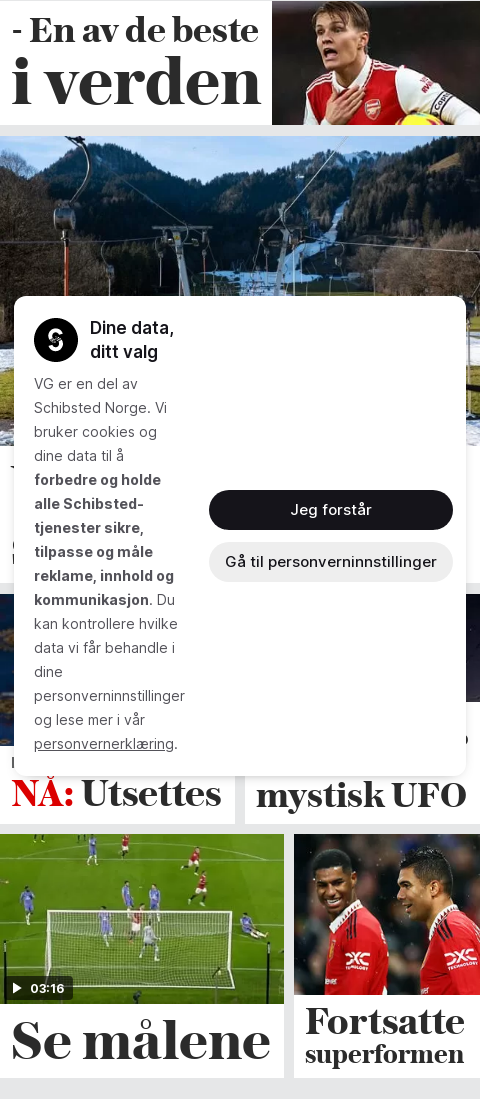 - En av de beste
i verden
Dine data,
ditt valg
VG er en del av
Schibsted Norge. Vi
bruker cookies og
dine data til å
forbedre og holde
alle Schibsted-
tjenester sikre,
tilpasse og måle
reklame, innhold og
kommunikasjon. Du
kan kontrollere hvilke
data vi får behandle i
dine
personverninnstillinger
og lese mer i vår
personvernerklæring.
Jeg forstår
Gå til personverninnstillinger
NÅ: Utsettes
mystisk UFO
03:16
Se målene
TECHNOLOGY
TECHNOLOGY
Fortsatte
superformen